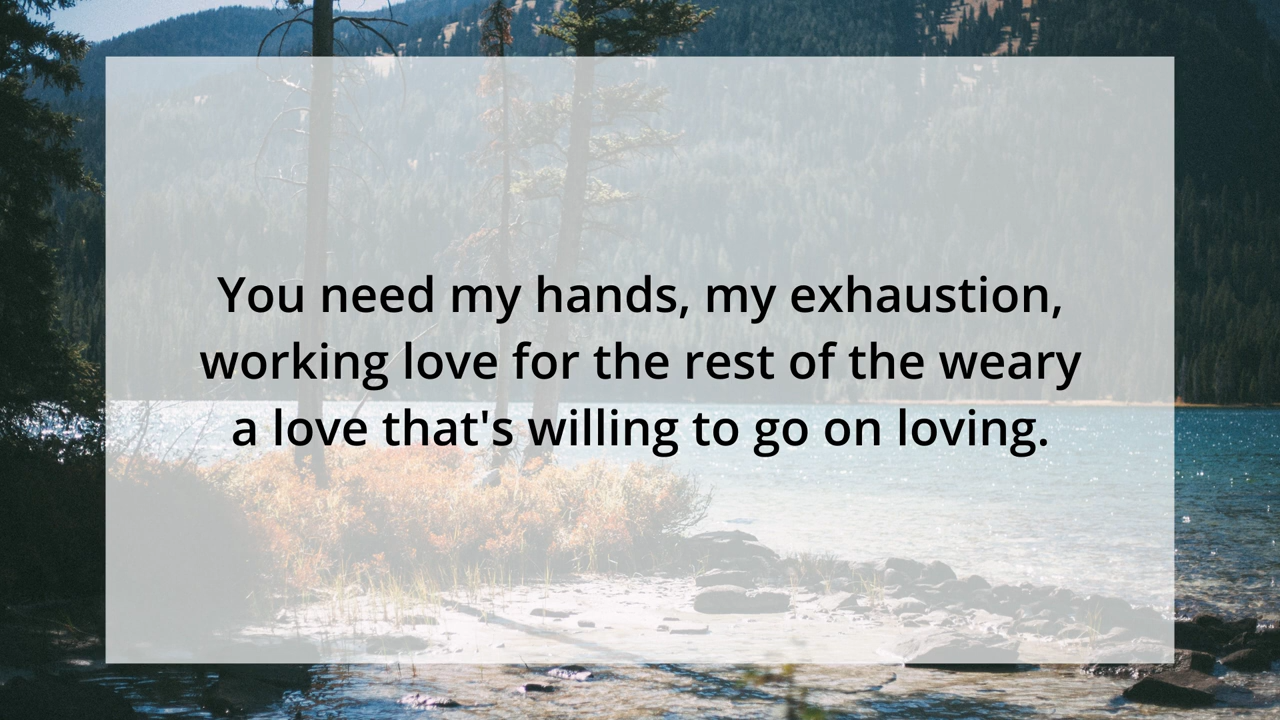 You need my hands, my exhaustion,
working love for the rest of the weary
a love that's willing to go on loving.